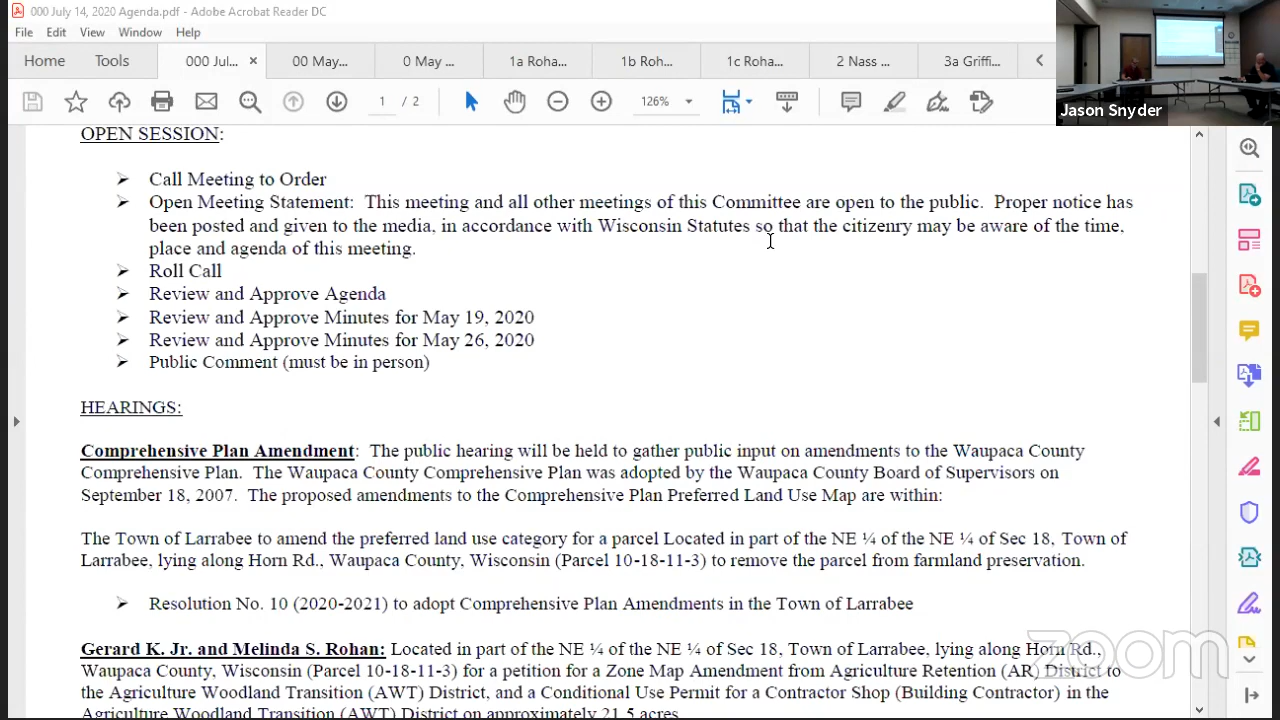 000 July 14, 2020 Agenda.pdf - Adobe Acrobat Reader DC
File Edit View Window Help
Home Tools 000 Jul... × 00 May... 0 May ... 1a Roha... 1b Roh... 1c Roha... 2 Nass ... 3a Griffi...
1 / 2 126%
Jason Snyder
OPEN SESSION:
➢ Call Meeting to Order
➢ Open Meeting Statement: This meeting and all other meetings of this Committee are open to the public. Proper notice has
been posted and given to the media, in accordance with Wisconsin Statutes so that the citizenry may be aware of the time,
place and agenda of this meeting.
➢ Roll Call
➢ Review and Approve Agenda
➢ Review and Approve Minutes for May 19, 2020
➢ Review and Approve Minutes for May 26, 2020
➢ Public Comment (must be in person)
HEARINGS:
Comprehensive Plan Amendment: The public hearing will be held to gather public input on amendments to the Waupaca County
Comprehensive Plan. The Waupaca County Comprehensive Plan was adopted by the Waupaca County Board of Supervisors on
September 18, 2007. The proposed amendments to the Comprehensive Plan Preferred Land Use Map are within:
The Town of Larrabee to amend the preferred land use category for a parcel Located in part of the NE ¼ of the NE ¼ of Sec 18, Town of
Larrabee, lying along Horn Rd., Waupaca County, Wisconsin (Parcel 10-18-11-3) to remove the parcel from farmland preservation.
➢ Resolution No. 10 (2020-2021) to adopt Comprehensive Plan Amendments in the Town of Larrabee
Gerard K. Jr. and Melinda S. Rohan: Located in part of the NE ¼ of the NE ¼ of Sec 18, Town of Larrabee, lying along Horn Rd.,
Waupaca County, Wisconsin (Parcel 10-18-11-3) for a petition for a Zone Map Amendment from Agriculture Retention (AR) District to
the Agriculture Woodland Transition (AWT) District, and a Conditional Use Permit for a Contractor Shop (Building Contractor) in the
Agriculture Woodland Transition (AWT) District on approximately 21.5 acres
zoom